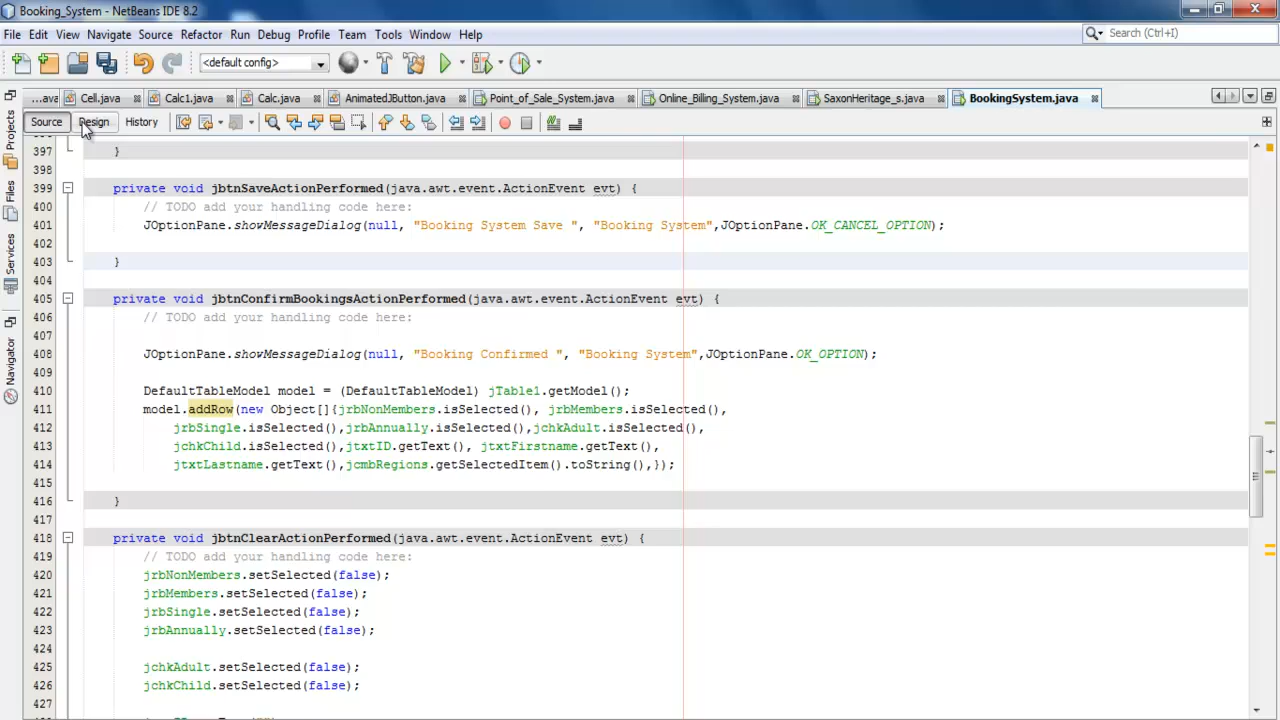 Booking_System - NetBeans IDE 8.2
File Edit View Navigate Source Refactor Run Debug Profile Team Tools Window Help
Search (Ctrl+I)
<default config>
...ava Cell.java Calc1.java Calc.java AnimatedJButton.java Point_of_Sale_System.java Online_Billing_System.java SaxonHeritage_s.java BookingSystem.java
Source Design History
Projects
Files
Services
Navigator
397 }
398
399 private void jbtnSaveActionPerformed(java.awt.event.ActionEvent evt) {
400 // TODO add your handling code here:
401 JOptionPane.showMessageDialog(null, "Booking System Save ", "Booking System",JOptionPane.OK_CANCEL_OPTION);
402
403 }
404
405 private void jbtnConfirmBookingsActionPerformed(java.awt.event.ActionEvent evt) {
406 // TODO add your handling code here:
407
408 JOptionPane.showMessageDialog(null, "Booking Confirmed ", "Booking System",JOptionPane.OK_OPTION);
409
410 DefaultTableModel model = (DefaultTableModel) jTable1.getModel();
411 model.addRow(new Object[]{jrbNonMembers.isSelected(), jrbMembers.isSelected(),
412 jrbSingle.isSelected(),jrbAnnually.isSelected(),jchkAdult.isSelected(),
413 jchkChild.isSelected(),jtxtID.getText(), jtxtFirstname.getText(),
414 jtxtLastname.getText(),jcmbRegions.getSelectedItem().toString(),});
415
416 }
417
418 private void jbtnClearActionPerformed(java.awt.event.ActionEvent evt) {
419 // TODO add your handling code here:
420 jrbNonMembers.setSelected(false);
421 jrbMembers.setSelected(false);
422 jrbSingle.setSelected(false);
423 jrbAnnually.setSelected(false);
424
425 jchkAdult.setSelected(false);
426 jchkChild.setSelected(false);
427